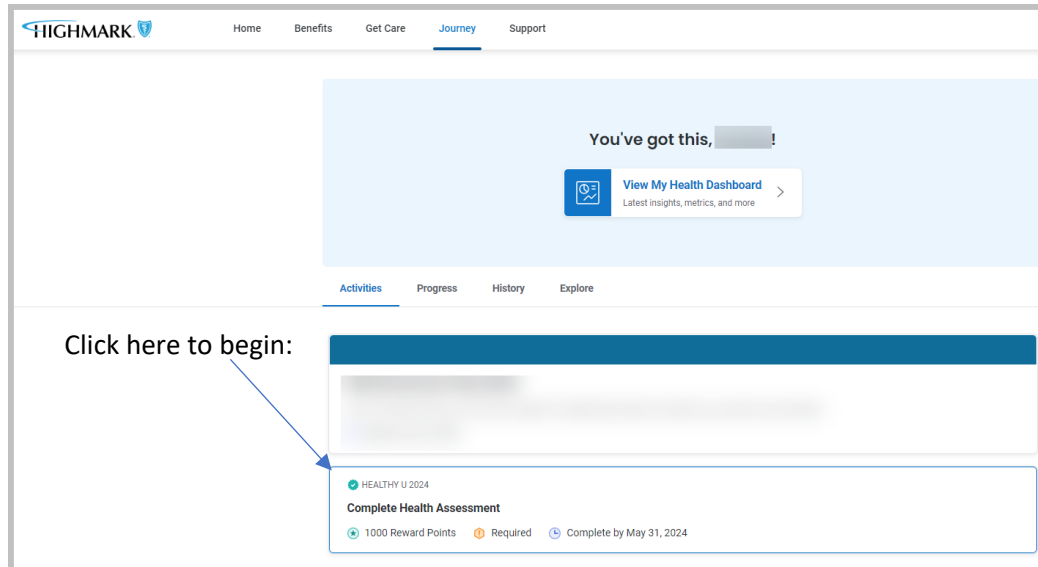 HIGHMARK
Home Benefits Get Care Journey Support
You've got this, !
View My Health Dashboard
Latest insights, metrics, and more
Activities Progress History Explore
Click here to begin:
HEALTHY U 2024
Complete Health Assessment
1000 Reward Points Required Complete by May 31, 2024